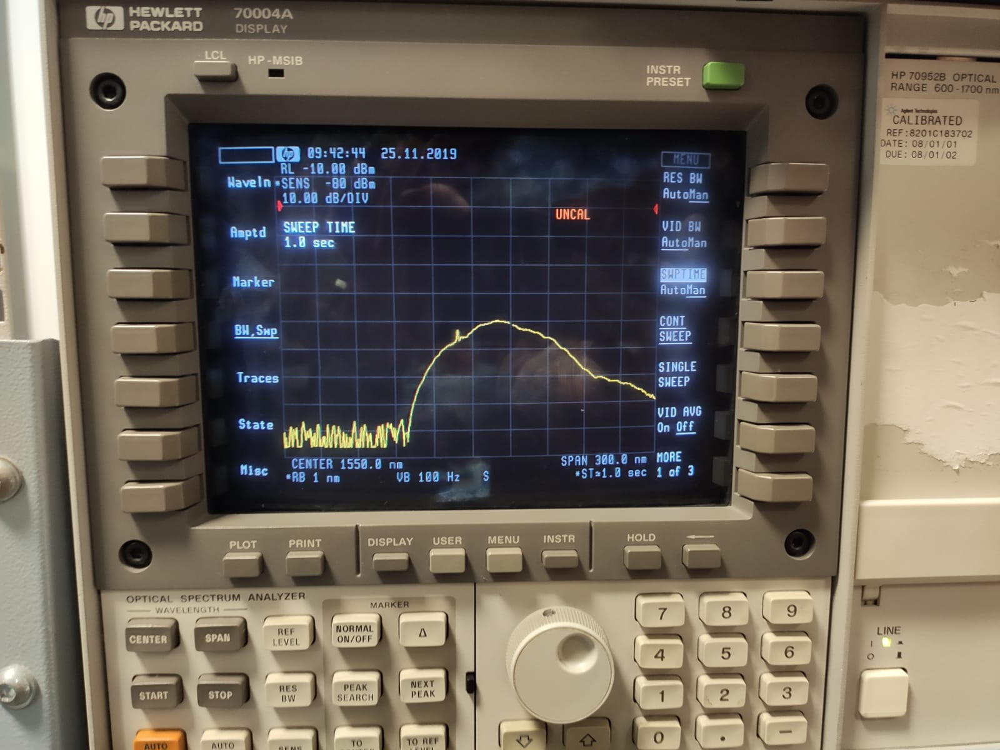 hp HEWLETT PACKARD
70004A
DISPLAY
LCL
HP-MSIB
INSTR
PRESET
HP 70952B OPTICAL
RANGE 600-1700 nm
Agilent Technologies
CALIBRATED
REF:8201C183702
DATE: 08/01/01
DUE: 08/01/02
hp 09:42:44 25.11.2019
RL -10.00 dBm
*SENS -80 dBm
10.00 dB/DIV
SWEEP TIME
1.0 sec
UNCAL
Waveln
Amptd
Marker
BW,Swp
Traces
State
Misc
MENU
RES BW
AutoMan
VID BW
AutoMan
SWPTIME
AutoMan
CONT
SWEEP
SINGLE
SWEEP
VID AVG
On Off
MORE
1 of 3
CENTER 1550.0 nm
SPAN 300.0 nm
*RB 1 nm
VB 100 Hz
S
*ST≃1.0 sec
PLOT
PRINT
DISPLAY
USER
MENU
INSTR
HOLD
OPTICAL SPECTRUM ANALYZER
WAVELENGTH
MARKER
CENTER
SPAN
REF
LEVEL
NORMAL
ON/OFF
Δ
START
STOP
RES
BW
PEAK
SEARCH
NEXT
PEAK
AUTO
AUTO
SENS
TO
TO REF
7 8 9
4 5 6
1 2 3
0 . -
LINE